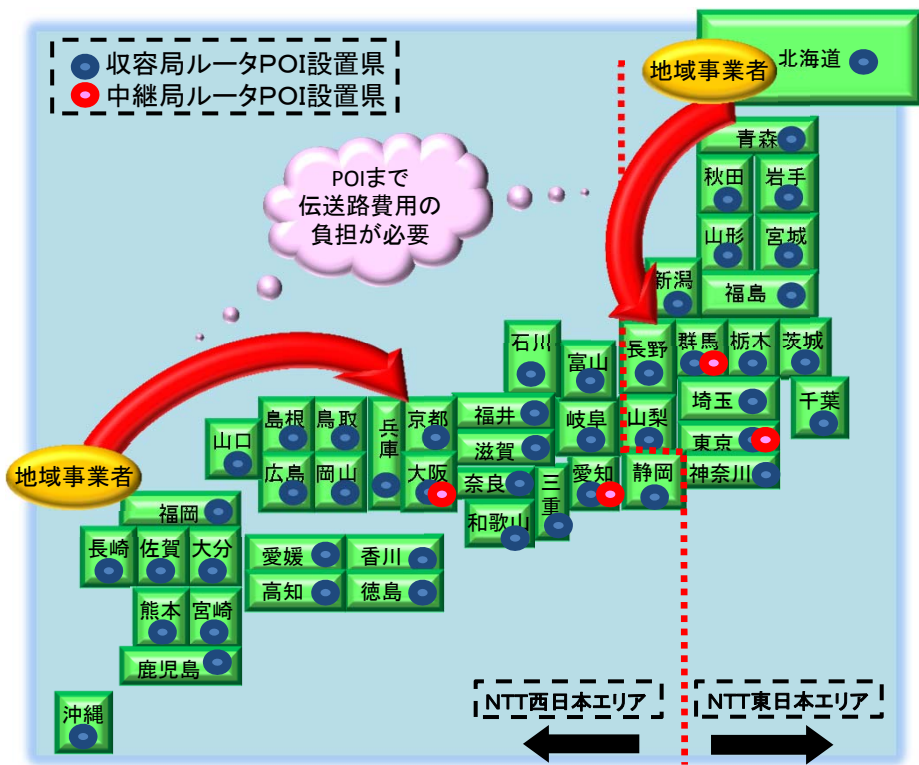 収容局ルータPOI設置県
中継局ルータPOI設置県
地域事業者
北海道
POIまで
伝送路費用の
負担が必要
青森
秋田
岩手
山形
宮城
新潟
福島
石川
富山
長野
群馬
栃木
茨城
島根
鳥取
兵庫
京都
福井
岐阜
山梨
埼玉
千葉
山口
滋賀
東京
地域事業者
広島
岡山
大阪
奈良
三重
愛知
静岡
神奈川
和歌山
福岡
長崎
佐賀
大分
愛媛
香川
高知
徳島
熊本
宮崎
鹿児島
沖縄
NTT西日本エリア
NTT東日本エリア